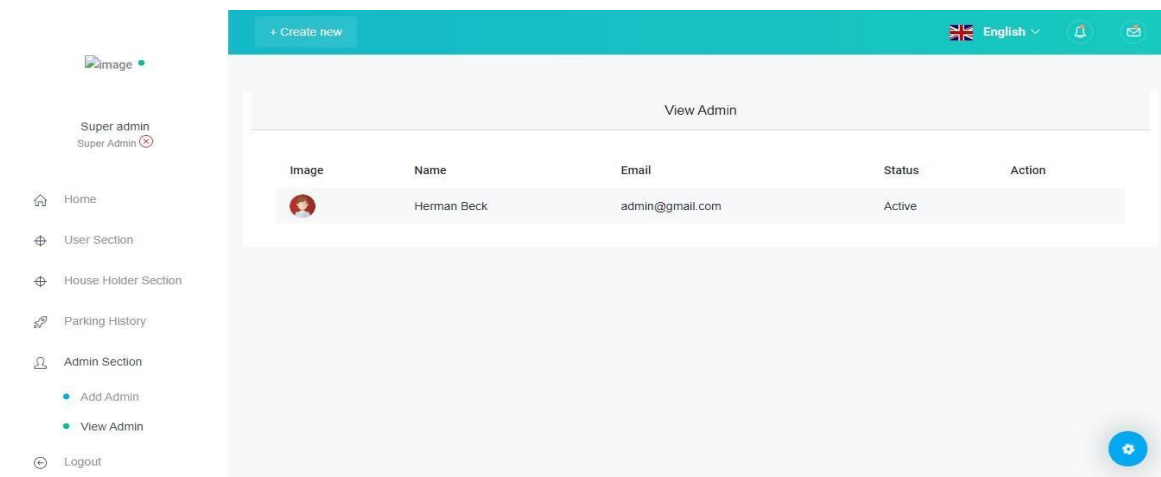 + Create new
English
image
Super admin
Super Admin
Home
User Section
House Holder Section
Parking History
Admin Section
Add Admin
View Admin
Logout
View Admin
Image Name Email Status Action
Herman Beck admin@gmail.com Active